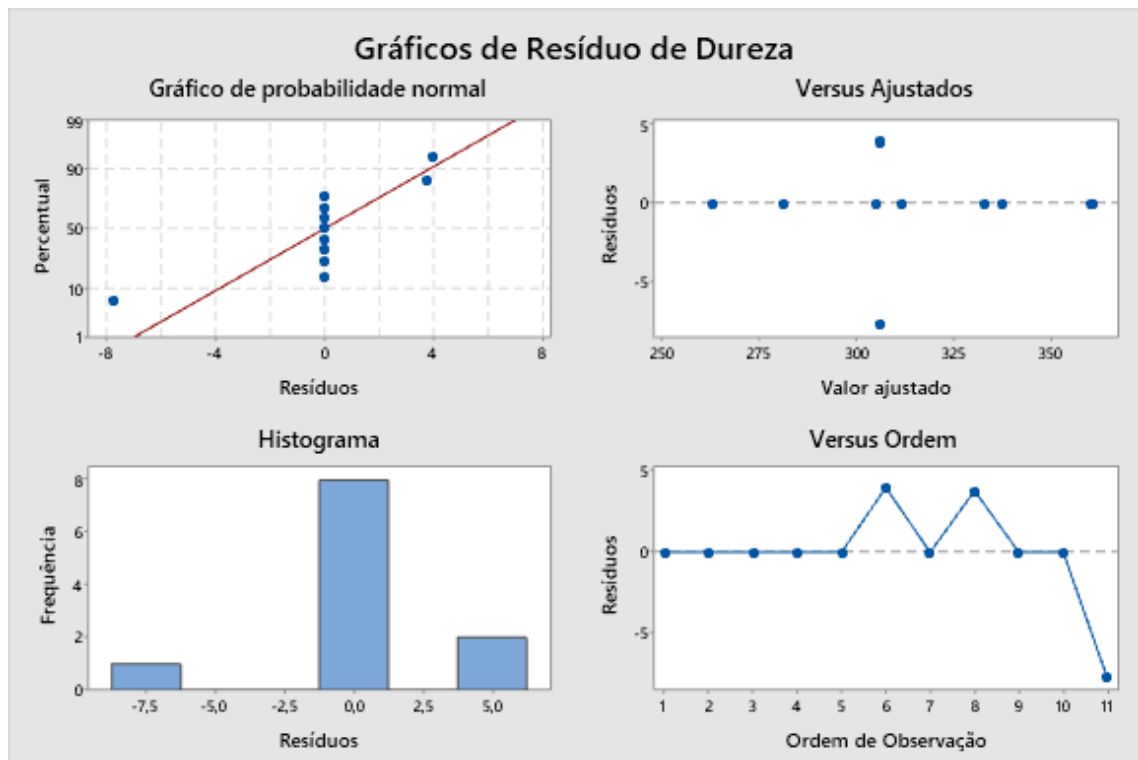 Gráficos de Resíduo de Dureza
Gráfico de probabilidade normal
99
90
50
10
1
Percentual
-8 -4 0 4 8
Resíduos
Versus Ajustados
5
0
-5
Resíduos
250 275 300 325 350
Valor ajustado
Histograma
8
6
4
2
0
Frequência
-7,5 -5,0 -2,5 0,0 2,5 5,0
Resíduos
Versus Ordem
5
0
-5
Resíduos
1 2 3 4 5 6 7 8 9 10 11
Ordem de Observação